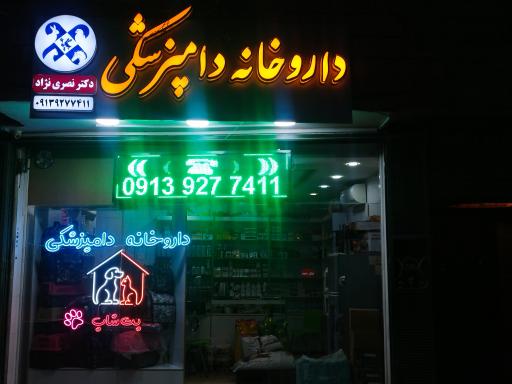 داروخانه دامپزشکی
دکتر نصری نژاد
۰۹۱۳۹۲۷۷۴۱۱
0913 927 7411
داروخانه دامپزشکی
پت شاپ